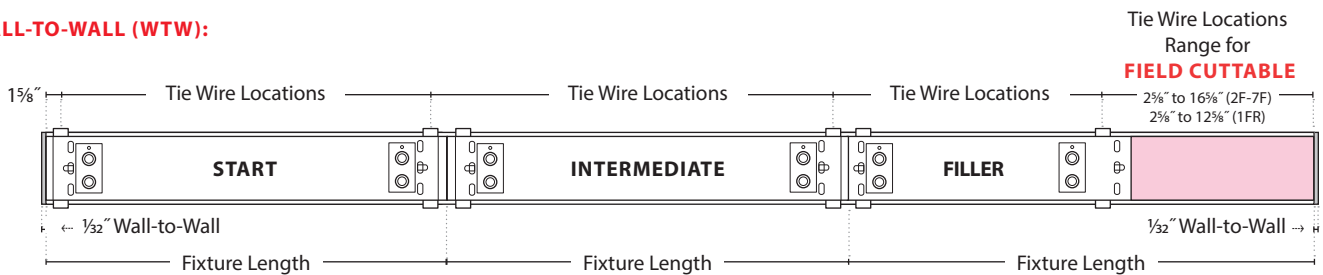 LL-TO-WALL (WTW):
Tie Wire Locations
Range for
FIELD CUTTABLE
1⅝˝
Tie Wire Locations
Tie Wire Locations
Tie Wire Locations
2⅝˝ to 16⅝˝ (2F-7F)
2⅝˝ to 12⅝˝ (1FR)
START
INTERMEDIATE
FILLER
1⁄32˝ Wall-to-Wall
1⁄32˝ Wall-to-Wall
Fixture Length
Fixture Length
Fixture Length